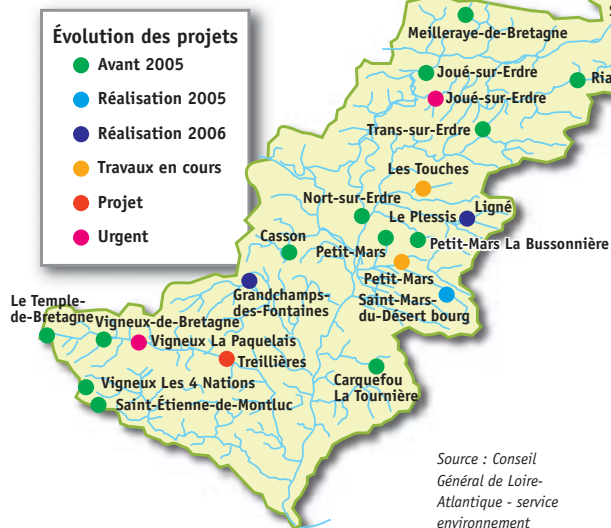 S
Évolution des projets
Avant 2005
Réalisation 2005
Réalisation 2006
Travaux en cours
Projet
Urgent
Meilleraye-de-Bretagne
Joué-sur-Erdre
Ria
Joué-sur-Erdre
Trans-sur-Erdre
Les Touches
Nort-sur-Erdre
Ligné
Le Plessis
Casson
Petit-Mars
Petit-Mars La Bussonnière
Petit-Mars
Grandchamps-
des-Fontaines
Saint-Mars-
du-Désert bourg
Le Temple-
de-Bretagne
Vigneux-de-Bretagne
Vigneux La Paquelais
Treillières
Vigneux Les 4 Nations
Carquefou
La Tournière
Saint-Étienne-de-Montluc
Source : Conseil
Général de Loire-
Atlantique - service
environnement